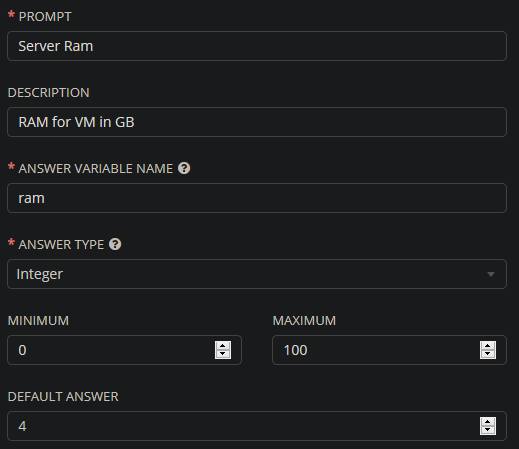 * PROMPT
Server Ram
DESCRIPTION
RAM for VM in GB
* ANSWER VARIABLE NAME ?
ram
* ANSWER TYPE ?
Integer
MINIMUM MAXIMUM
0 100
DEFAULT ANSWER
4